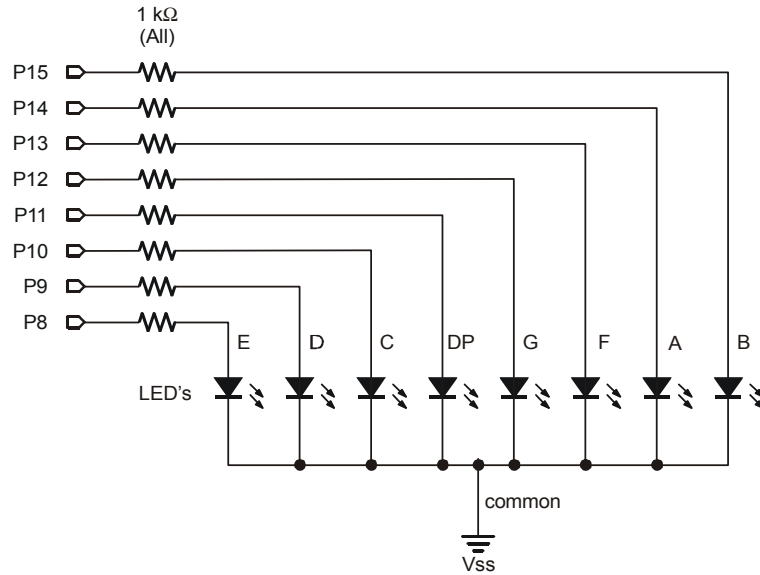 1 kΩ
(All)
P15
P14
P13
P12
P11
P10
P9
P8
E D C DP G F A B
LED's
common
Vss